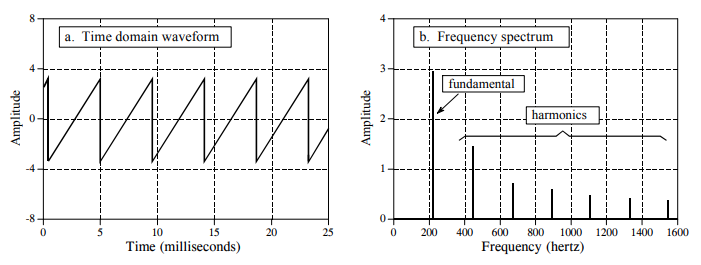 a. Time domain waveform
8
4
0
-4
-8
Amplitude
0 5 10 15 20 25
Time (milliseconds)
b. Frequency spectrum
fundamental
harmonics
4
3
2
1
0
Amplitude
0 200 400 600 800 1000 1200 1400 1600
Frequency (hertz)